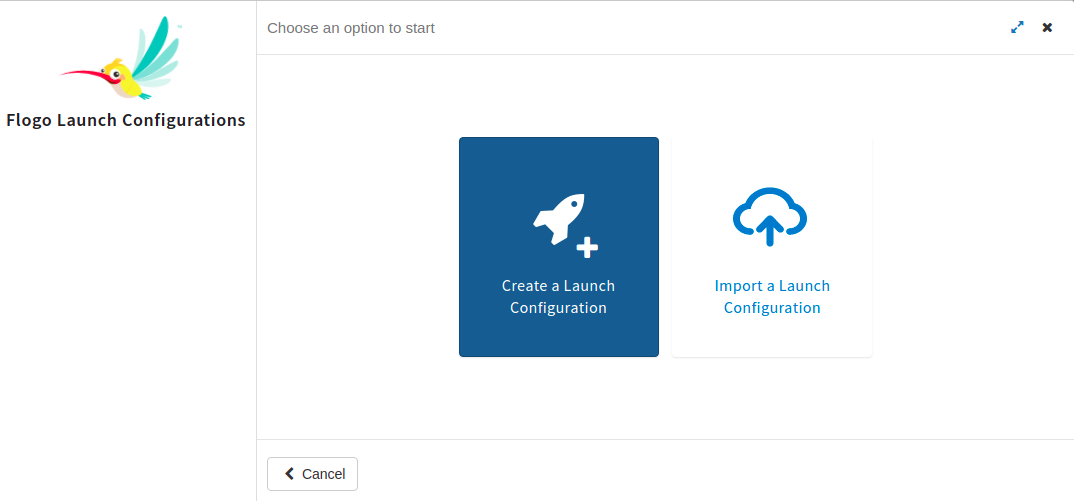 Choose an option to start
Flogo Launch Configurations
Create a Launch
Configuration
Import a Launch
Configuration
Cancel